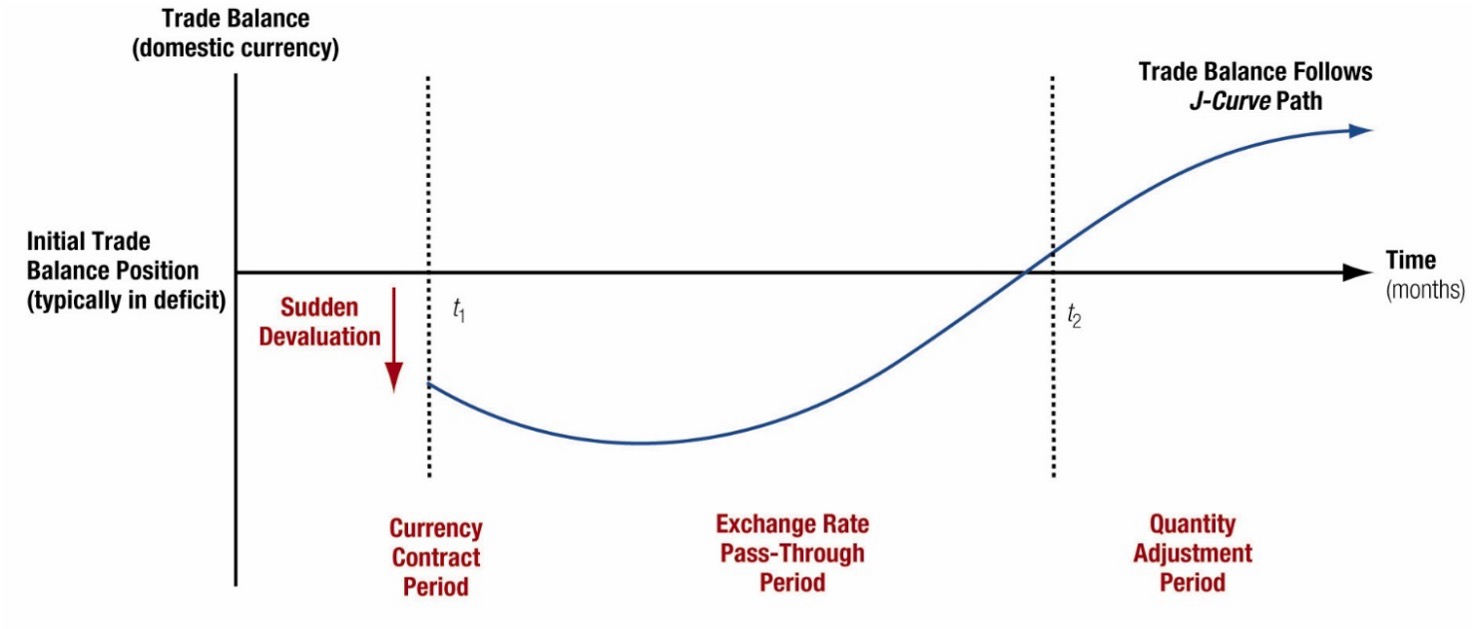 Trade Balance
(domestic currency)
Trade Balance Follows
J-Curve Path
Initial Trade
Balance Position
(typically in deficit)
Time
(months)
Sudden
Devaluation
t1
t2
Currency
Contract
Period
Exchange Rate
Pass-Through
Period
Quantity
Adjustment
Period